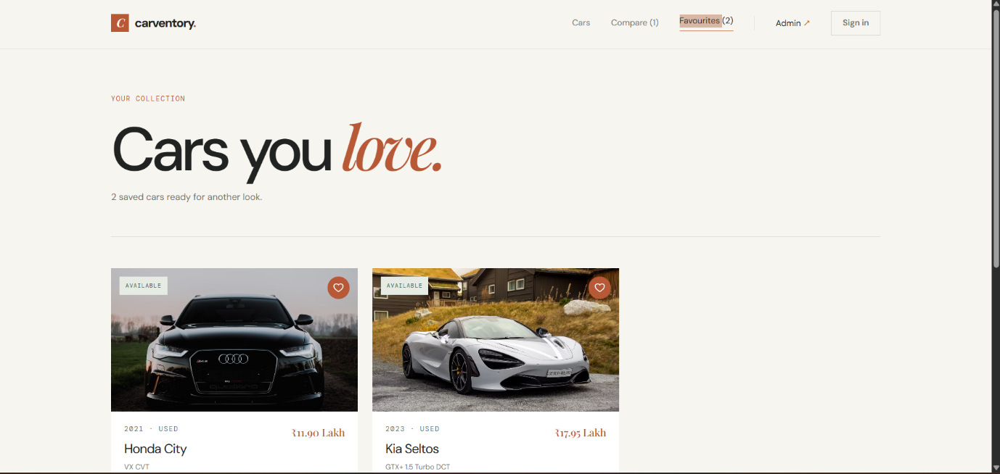 C carventory.
Cars Compare (1) Favourites (2) Admin ↗ Sign in
YOUR COLLECTION
Cars you love.
2 saved cars ready for another look.
AVAILABLE AVAILABLE
2021 · USED ₹11.90 Lakh 2023 · USED ₹17.95 Lakh
Honda City Kia Seltos
VX CVT GTX+ 1.5 Turbo DCT